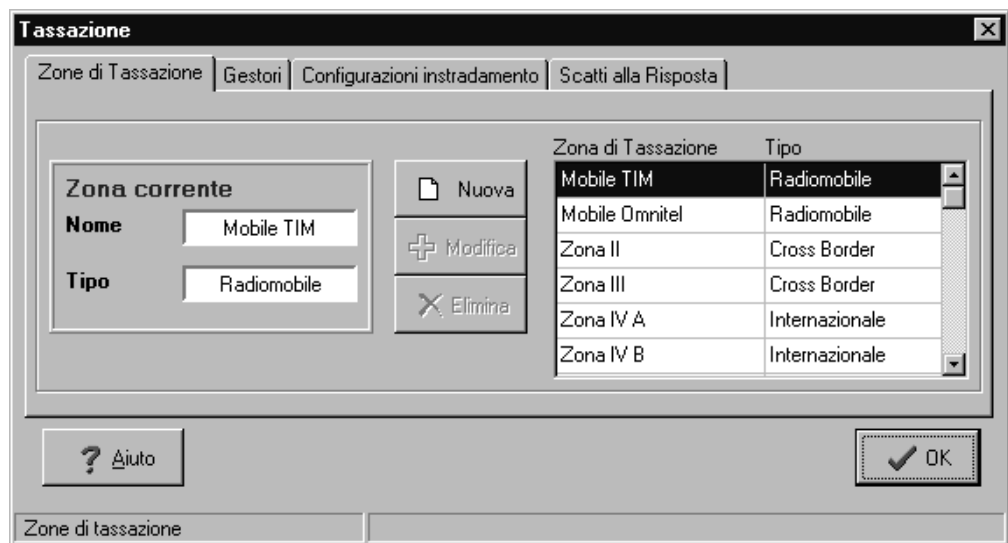 Tassazione
Zone di Tassazione Gestori Configurazioni instradamento Scatti alla Risposta
Zona corrente
Nome Mobile TIM
Tipo Radiomobile
Nuova
Modifica
Elimina
Zona di Tassazione Tipo
Mobile TIM Radiomobile
Mobile Omnitel Radiomobile
Zona II Cross Border
Zona III Cross Border
Zona IV A Internazionale
Zona IV B Internazionale
? Aiuto
OK
Zone di tassazione